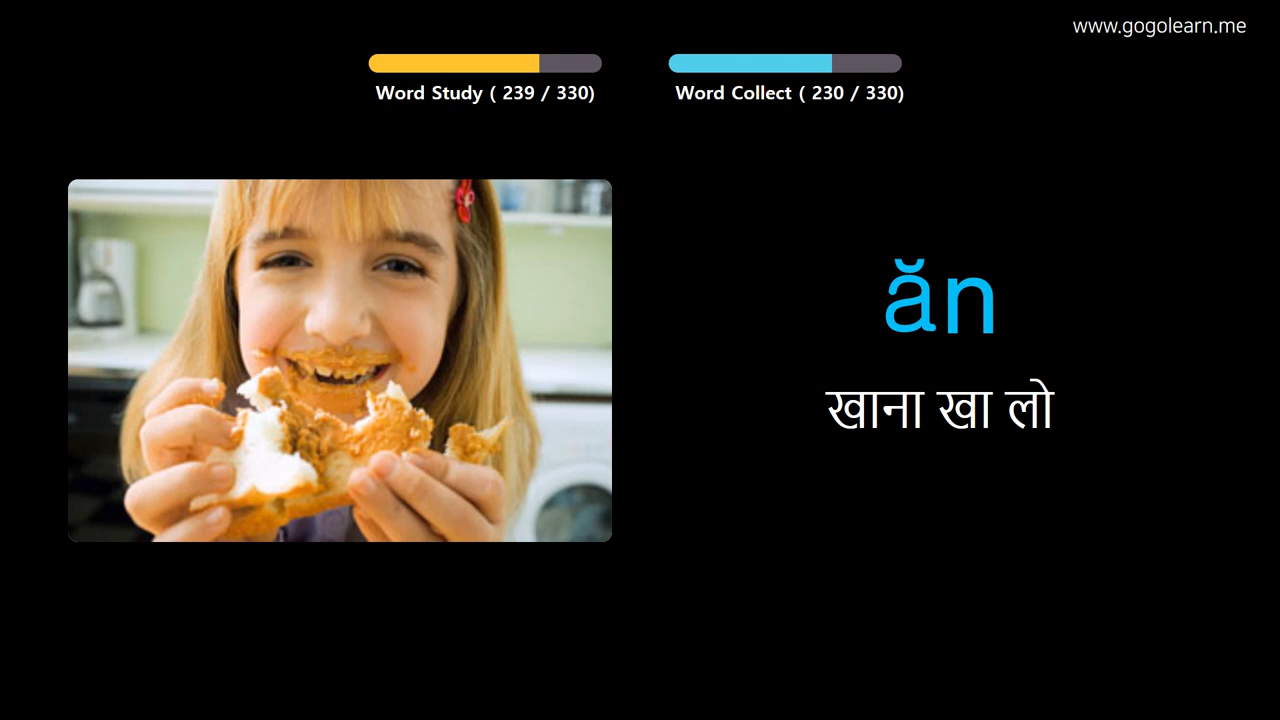 www.gogolearn.me
Word Study ( 239 / 330)
Word Collect ( 230 / 330)
ăn
खाना खा लो